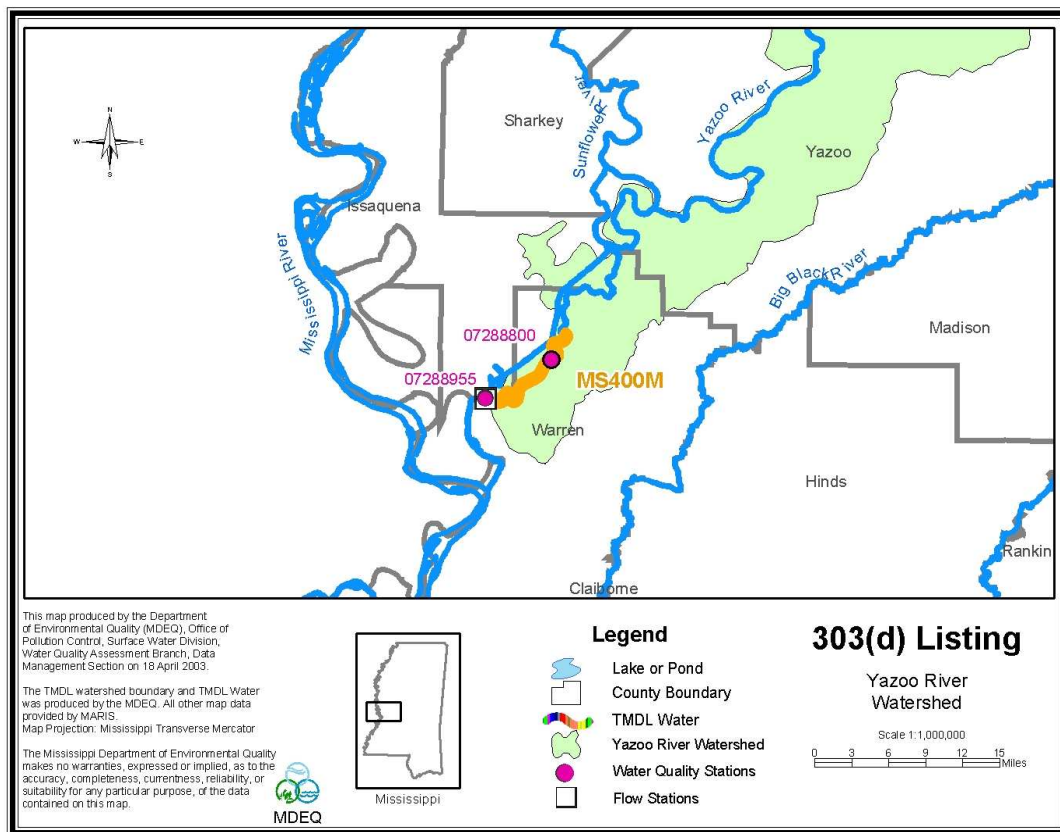 N
W
E
S
Sharkey
Sunflower River
Yazoo River
Yazoo
Issaquena
Mississippi River
Big Black River
Madison
07288800
07288955
MS400M
Warren
Hinds
Rankin
Claiborne
This map produced by the Department
of Environmental Quality (MDEQ), Office of
Pollution Control, Surface Water Division,
Water Quality Assessment Branch, Data
Management Section on 18 April 2003.
The TMDL watershed boundary and TMDL Water
was produced by the MDEQ. All other map data
provided by MARIS.
Map Projection: Mississippi Transverse Mercator
The Mississippi Department of Environmental Quality
makes no warranties, expressed or implied, as to the
accuracy, completeness, currentness, reliability, or
suitability for any particular purpose, of the data
contained on this map.
MDEQ
Mississippi
Legend
Lake or Pond
County Boundary
TMDL Water
Yazoo River Watershed
Water Quality Stations
Flow Stations
303(d) Listing
Yazoo River
Watershed
Scale 1:1,000,000
0 3 6 9 12 15
Miles